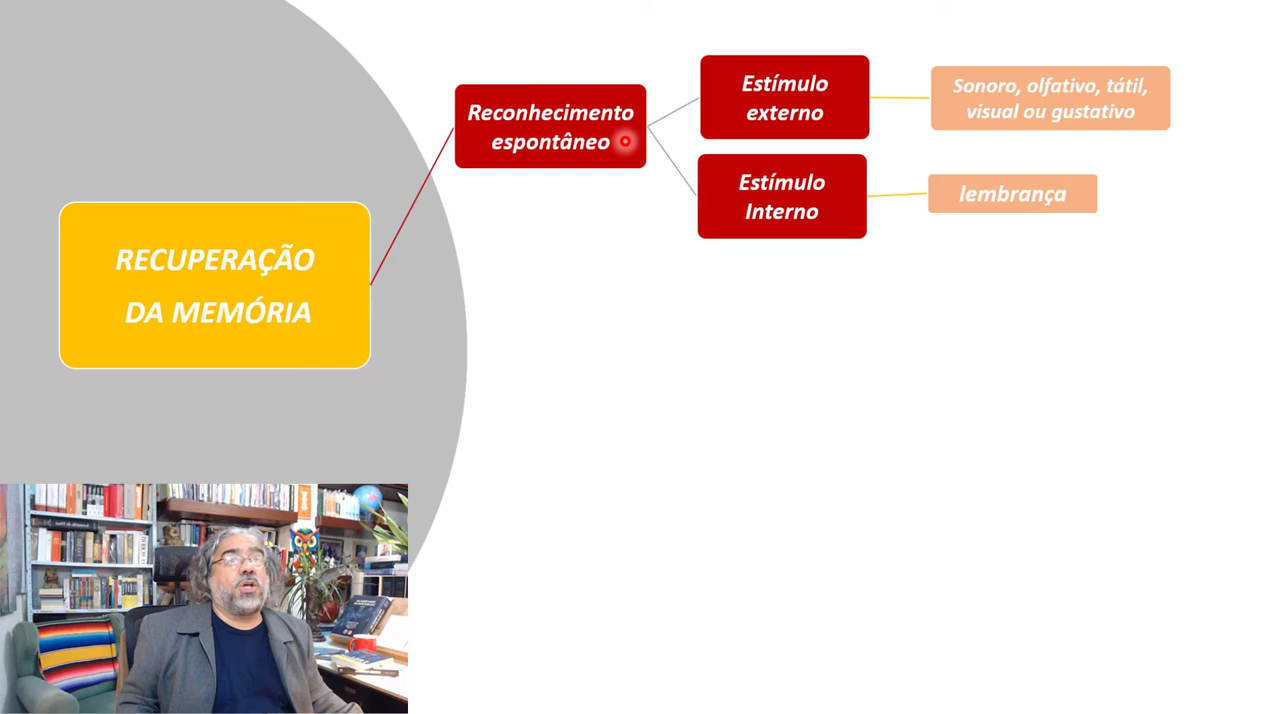 RECUPERAÇÃO
DA MEMÓRIA
Reconhecimento
espontâneo
Estímulo
externo
Sonoro, olfativo, tátil,
visual ou gustativo
Estímulo
Interno
lembrança